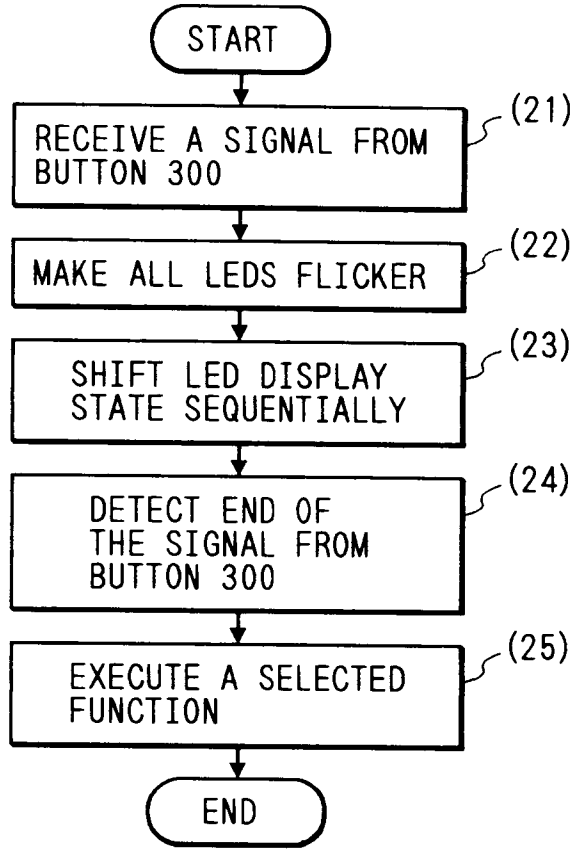 START
(21)
RECEIVE A SIGNAL FROM
BUTTON 300
(22)
MAKE ALL LEDS FLICKER
(23)
SHIFT LED DISPLAY
STATE SEQUENTIALLY
(24)
DETECT END OF
THE SIGNAL FROM
BUTTON 300
(25)
EXECUTE A SELECTED
FUNCTION
END